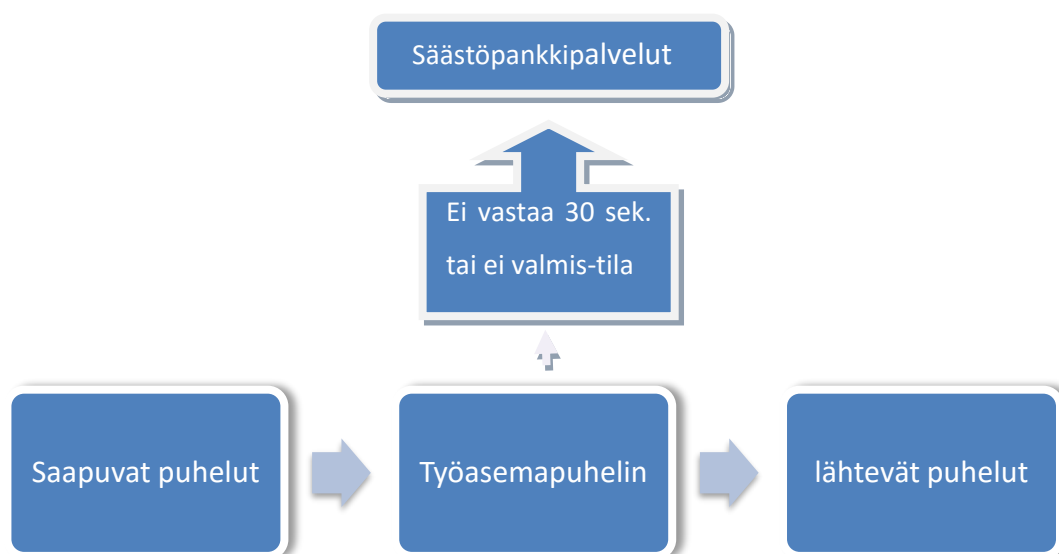 Säästöpankkipalvelut
Ei vastaa 30 sek.
tai ei valmis-tila
Saapuvat puhelut
Työasemapuhelin
lähtevät puhelut